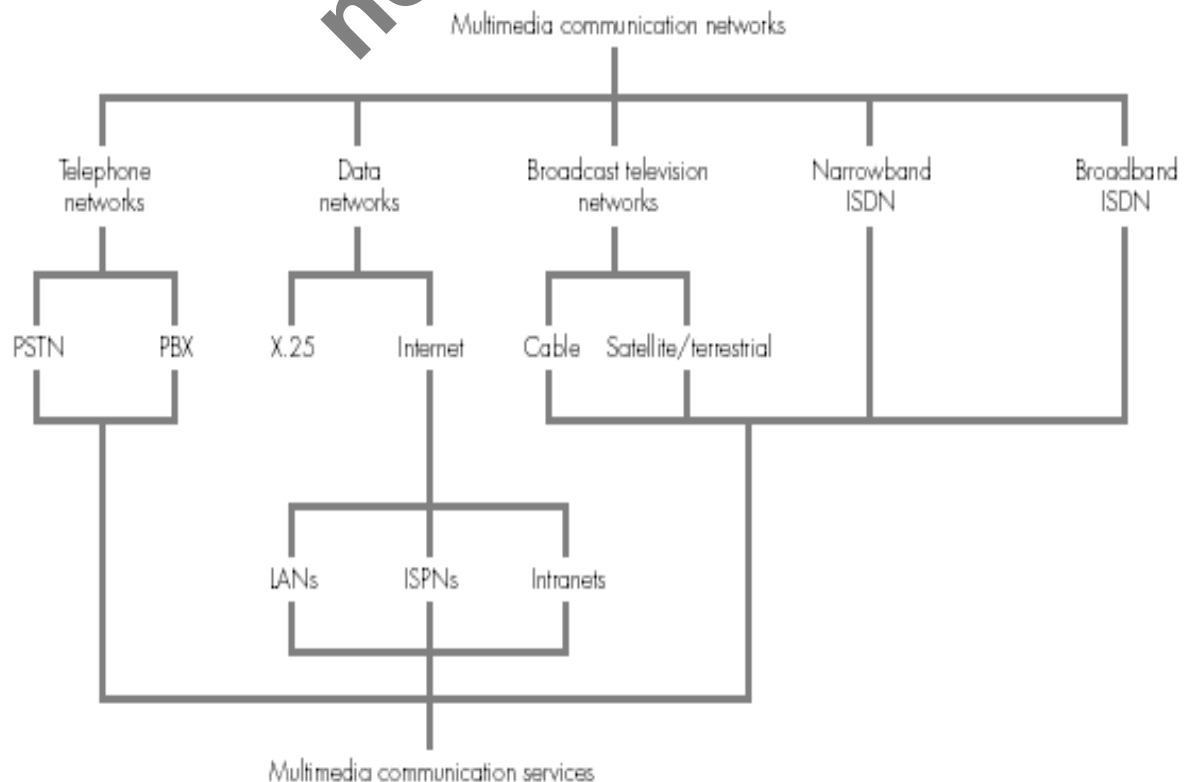 Multimedia communication networks
Telephone
networks
Data
networks
Broadcast television
networks
Narrowband
ISDN
Broadband
ISDN
PSTN
PBX
X.25
Internet
Cable
Satellite/terrestrial
LANs
ISPNs
Intranets
Multimedia communication services